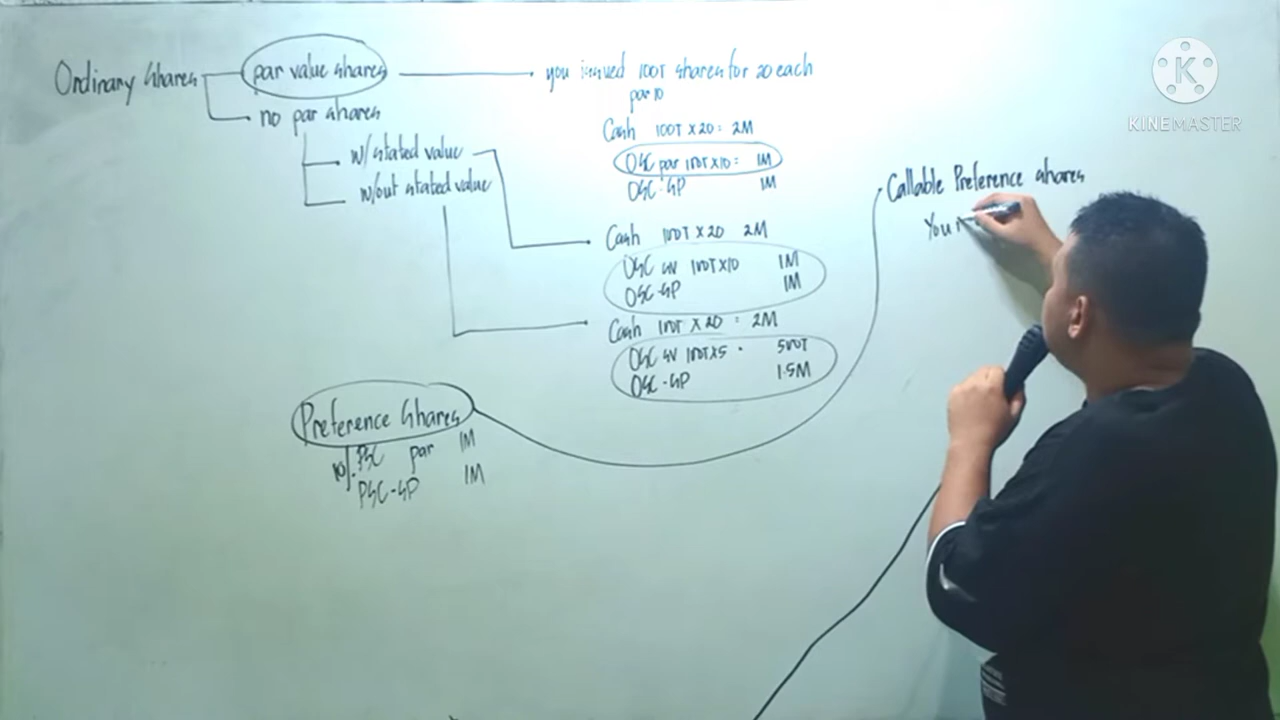 Ordinary Shares
par value shares
no par shares
w/ stated value
w/out stated value
you issued 100T shares for 20 each
par 10
Cash 100T X 20 : 2M
OSC par 100T X 10 : 1M
OSC - SP 1M
Cash 100T X 20 2M
OSC SV 100T X 10 1M
OSC - SP 1M
Cash 100T X 20 : 2M
OSC SV 100T X 5 · 500T
OSC - SP 1.5M
Preference Shares
10% PSC par 1M
PSC - SP 1M
Callable Preference shares
You
K
KINEMASTER